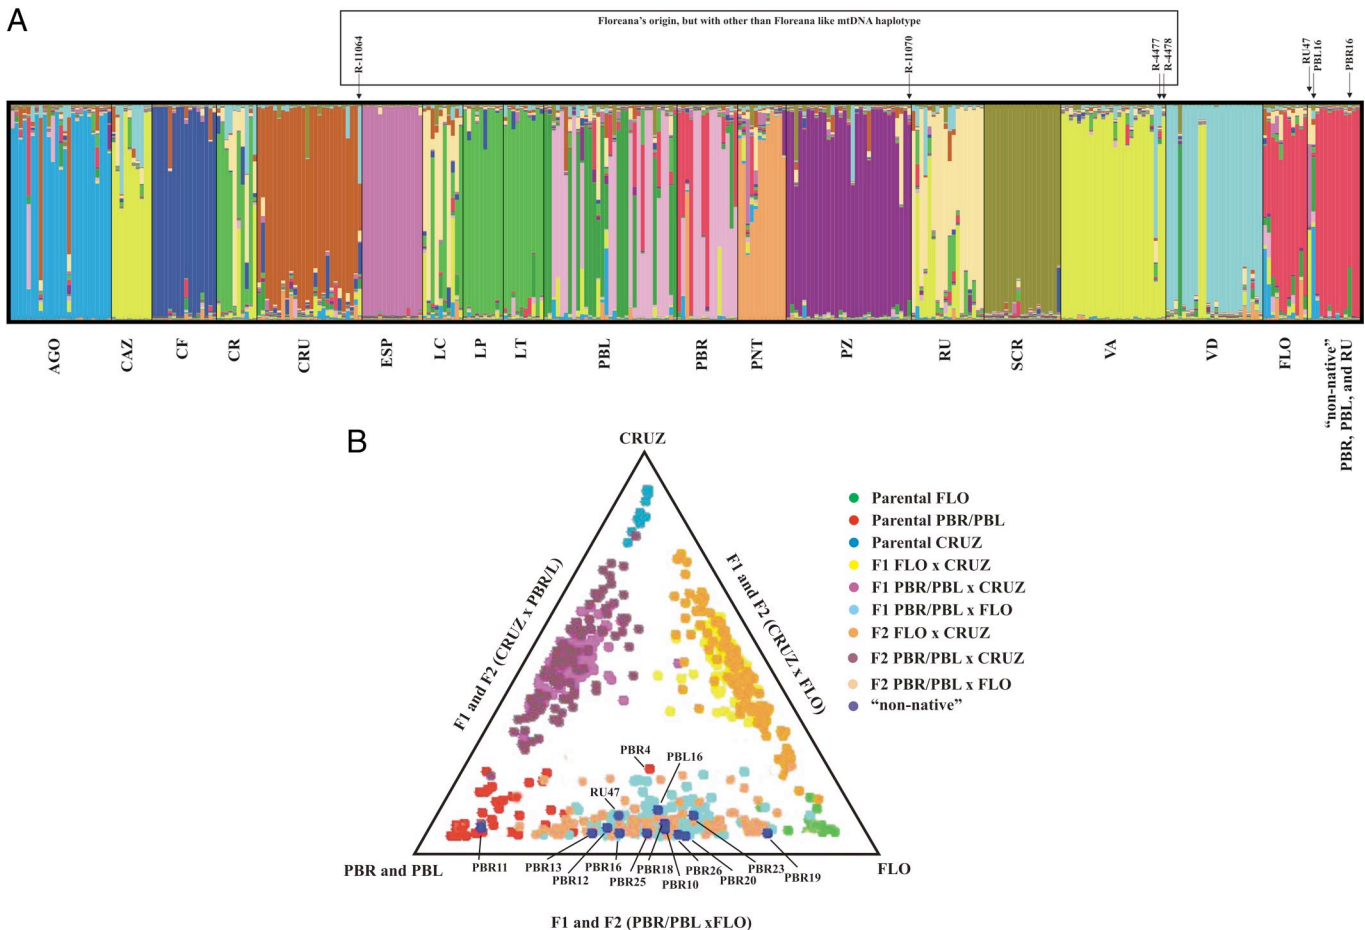 A
Floreana's origin, but with other than Floreana like mtDNA haplotype
R-11064
R-11070
R-4477
R-4478
RU47
PBL16
PBR16
AGO
CAZ
CF
CR
CRU
ESP
LC
LP
LT
PBL
PBR
PNT
PZ
RU
SCR
VA
VD
FLO
"non-native"
PBR, PBL, and RU
B
CRUZ
F1 and F2 (CRUZ x PBR/L)
F1 and F2 (CRUZ x FLO)
Parental FLO
Parental PBR/PBL
Parental CRUZ
F1 FLO x CRUZ
F1 PBR/PBL x CRUZ
F1 PBR/PBL x FLO
F2 FLO x CRUZ
F2 PBR/PBL x CRUZ
F2 PBR/PBL x FLO
"non-native"
PBR4
PBL16
RU47
PBR and PBL
FLO
PBR11
PBR13
PBR12
PBR16
PBR25
PBR18
PBR10
PBR26
PBR20
PBR23
PBR19
F1 and F2 (PBR/PBL xFLO)